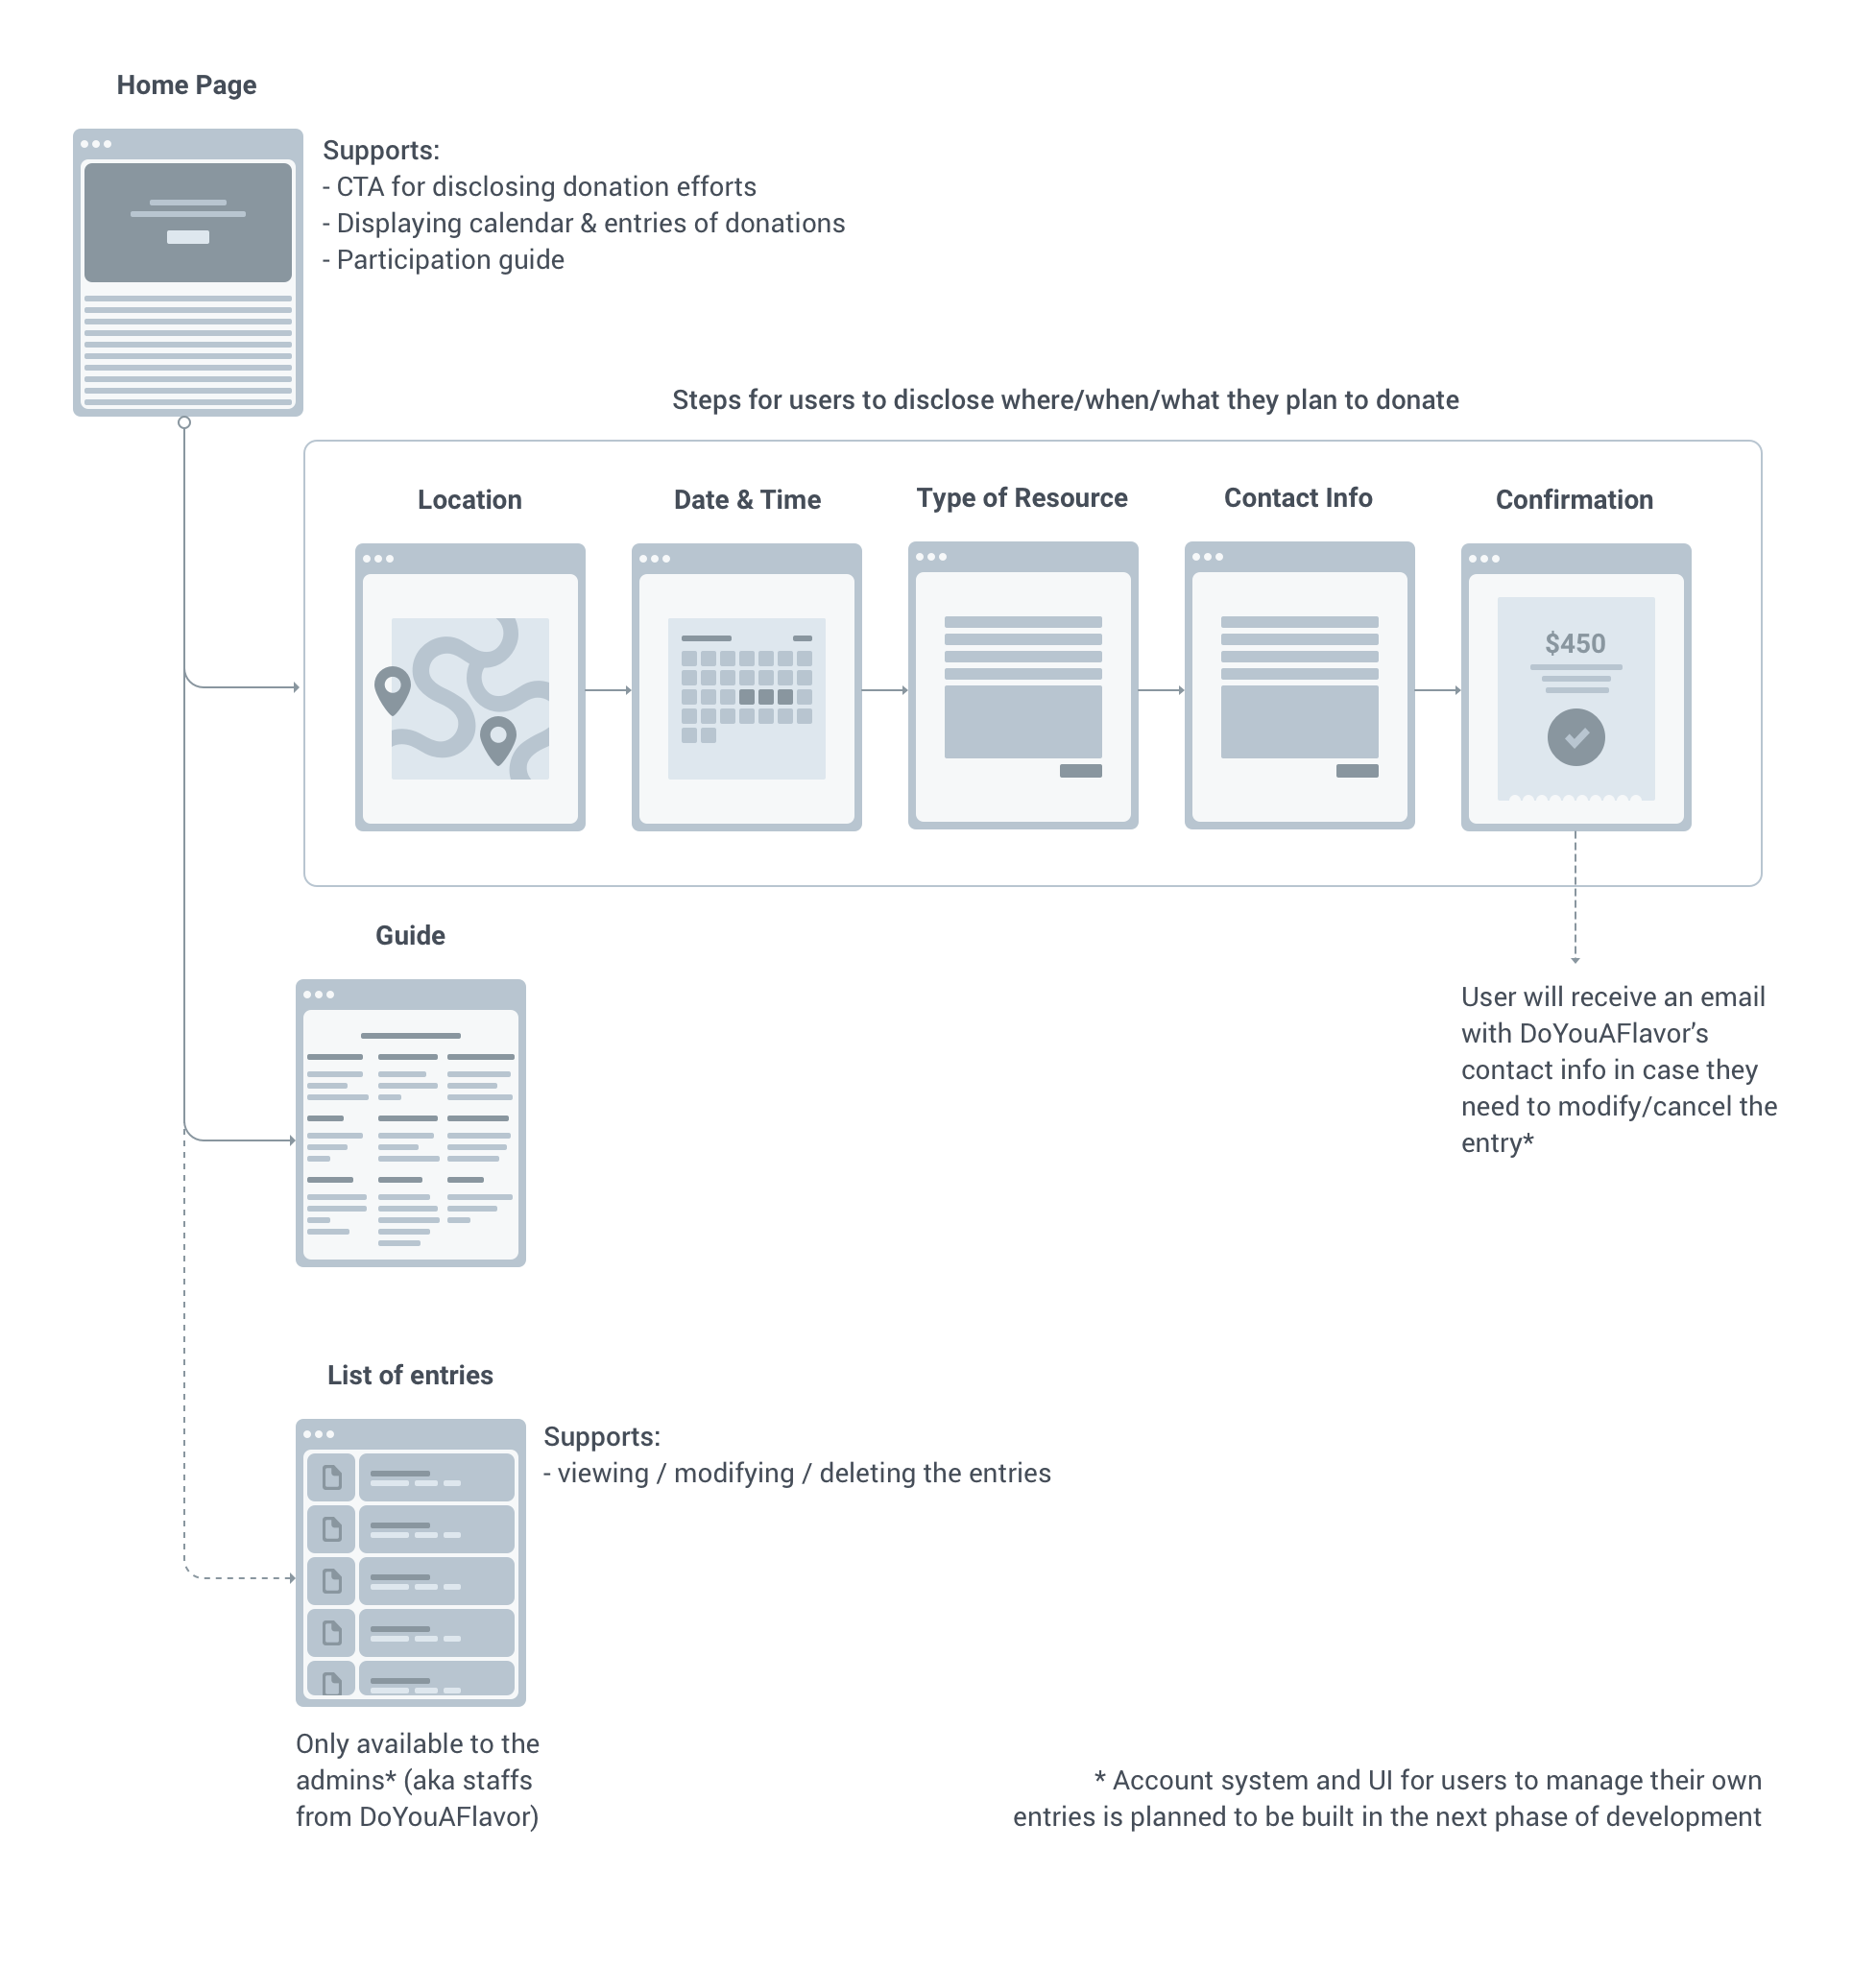 Home Page
Supports:
- CTA for disclosing donation efforts
- Displaying calendar & entries of donations
- Participation guide
Steps for users to disclose where/when/what they plan to donate
Location
Date & Time
Type of Resource
Contact Info
Confirmation
$450
Guide
User will receive an email
with DoYouAFlavor’s
contact info in case they
need to modify/cancel the
entry*
List of entries
Supports:
- viewing / modifying / deleting the entries
Only available to the
admins* (aka staffs
from DoYouAFlavor)
* Account system and UI for users to manage their own
entries is planned to be built in the next phase of development